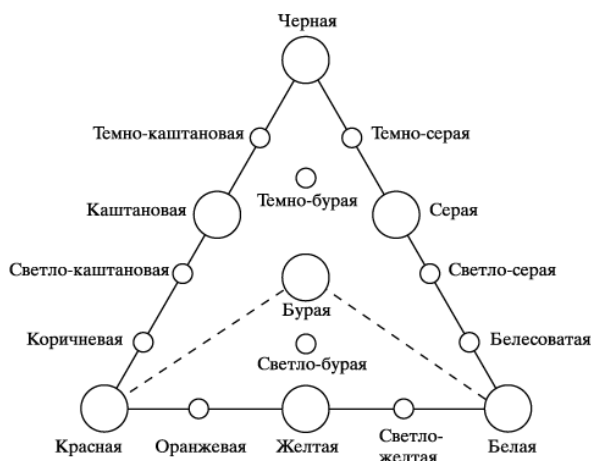 Черная
Темно-каштановая
Темно-серая
Темно-бурая
Каштановая
Серая
Светло-каштановая
Светло-серая
Бурая
Коричневая
Белесоватая
Светло-бурая
Красная
Оранжевая
Желтая
Светло-
желтая
Белая